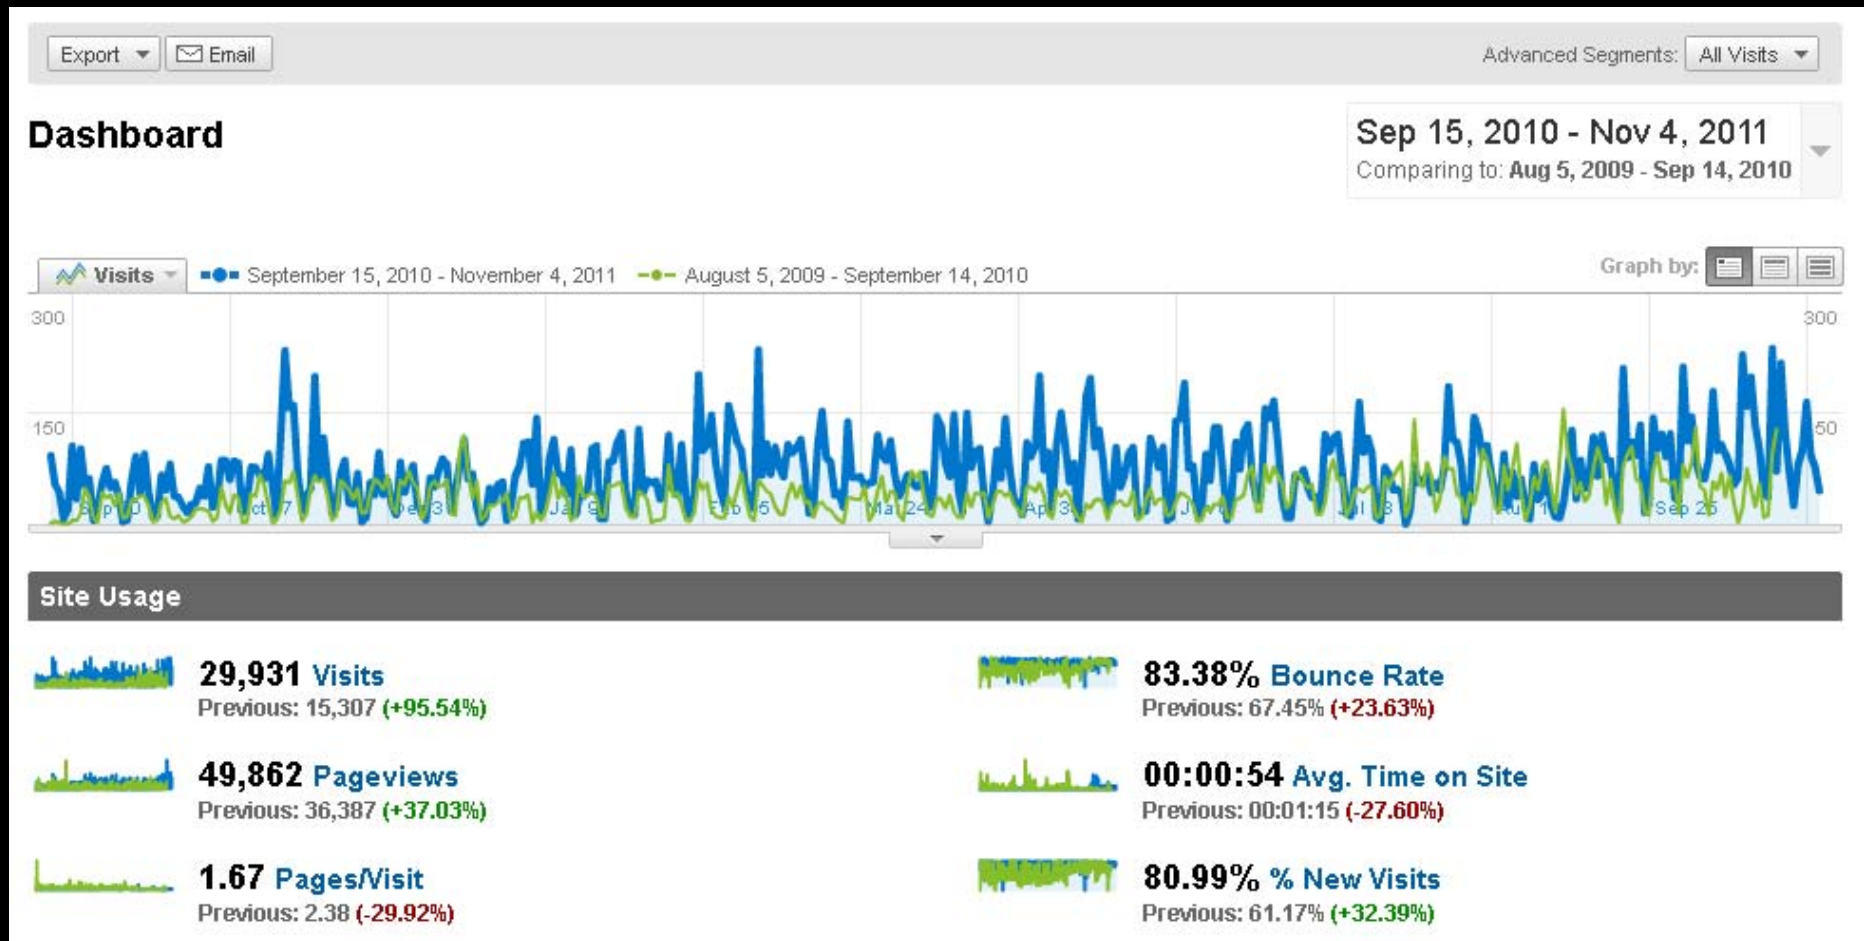 Export Email Advanced Segments: All Visits
Dashboard
Sep 15, 2010 - Nov 4, 2011
Comparing to: Aug 5, 2009 - Sep 14, 2010
Visits September 15, 2010 - November 4, 2011 August 5, 2009 - September 14, 2010 Graph by:
300 300
150 50
Sep 25
Site Usage
29,931 Visits
Previous: 15,307 (+95.54%)
83.38% Bounce Rate
Previous: 67.45% (+23.63%)
49,862 Pageviews
Previous: 36,387 (+37.03%)
00:00:54 Avg. Time on Site
Previous: 00:01:15 (-27.60%)
1.67 Pages/Visit
Previous: 2.38 (-29.92%)
80.99% % New Visits
Previous: 61.17% (+32.39%)